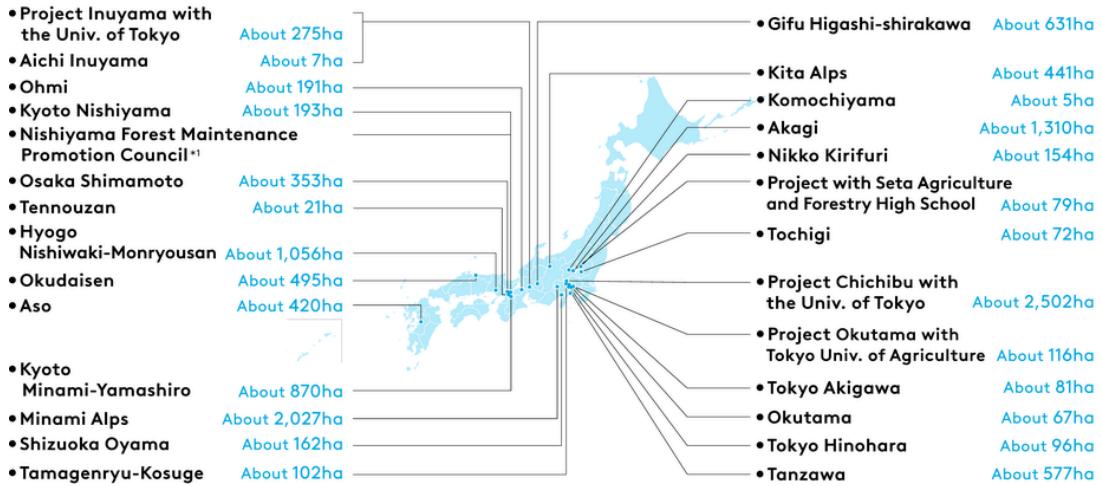 • Project Inuyama with
the Univ. of Tokyo About 275ha
• Aichi Inuyama About 7ha
• Ohmi About 191ha
• Kyoto Nishiyama About 193ha
• Nishiyama Forest Maintenance
Promotion Council*1
• Osaka Shimamoto About 353ha
• Tennouzan About 21ha
• Hyogo
Nishiwaki-Monryousan About 1,056ha
• Okudaisen About 495ha
• Aso About 420ha
• Kyoto
Minami-Yamashiro About 870ha
• Minami Alps About 2,027ha
• Shizuoka Oyama About 162ha
• Tamagenryu-Kosuge About 102ha
• Gifu Higashi-shirakawa About 631ha
• Kita Alps About 441ha
• Komochiyama About 5ha
• Akagi About 1,310ha
• Nikko Kirifuri About 154ha
• Project with Seta Agriculture
and Forestry High School About 79ha
• Tochigi About 72ha
• Project Chichibu with
the Univ. of Tokyo About 2,502ha
• Project Okutama with
Tokyo Univ. of Agriculture About 116ha
• Tokyo Akigawa About 81ha
• Okutama About 67ha
• Tokyo Hinohara About 96ha
• Tanzawa About 577ha